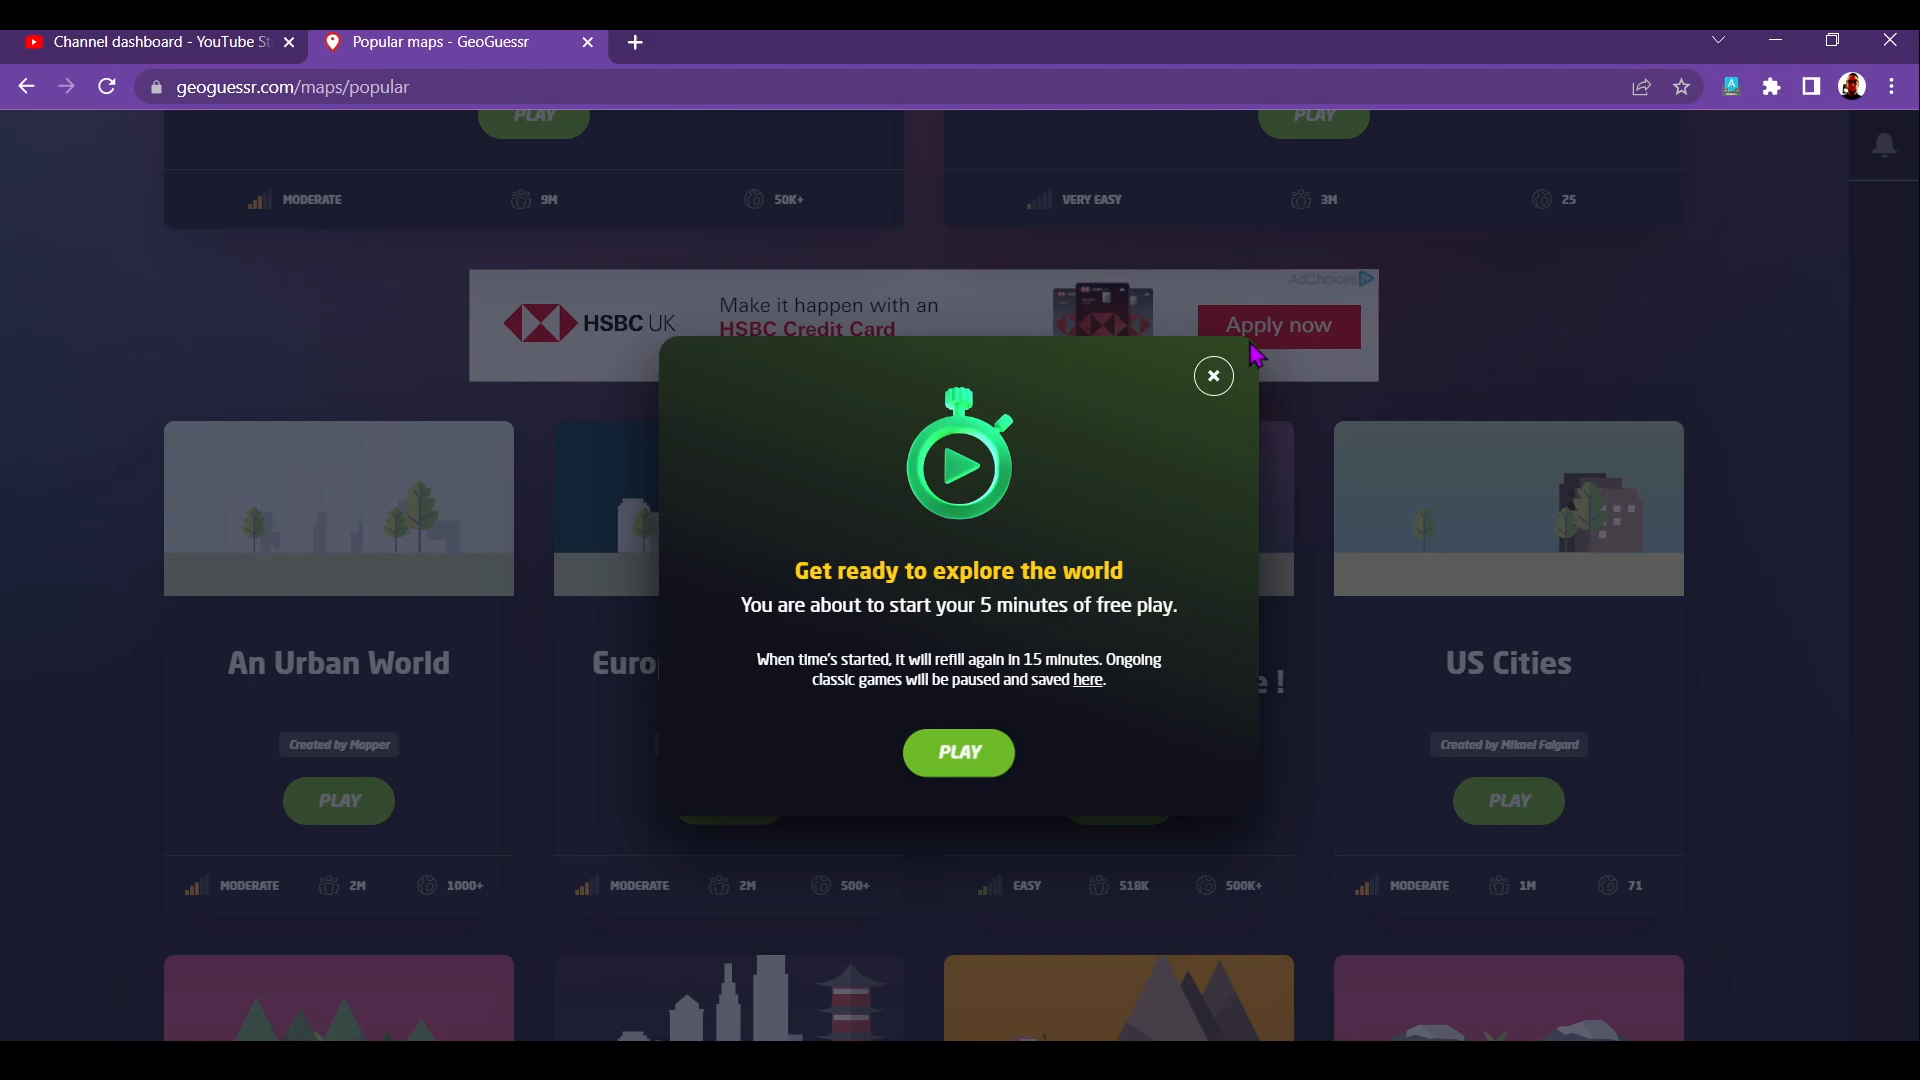 Channel dashboard - YouTube St
Popular maps - GeoGuessr
geoguessr.com/maps/popular
PLAY
PLAY
MODERATE 9M 50K+
VERY EASY 3M 25
AdChoices
HSBC UK
Make it happen with an
HSBC Credit Card
Apply now
Get ready to explore the world
You are about to start your 5 minutes of free play.
When time's started, it will refill again in 15 minutes. Ongoing
classic games will be paused and saved here.
PLAY
An Urban World
Created by Mapper
PLAY
MODERATE 2M 1000+
Euro
MODERATE 2M 500+
e !
EASY 518K 500K+
US Cities
Created by Mikael Falgard
PLAY
MODERATE 1M 71